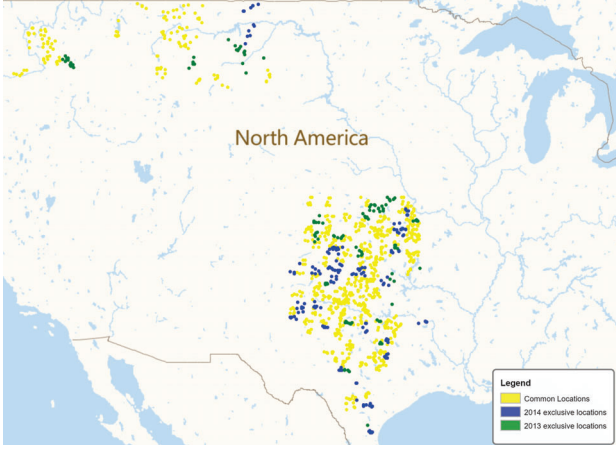 North America
Legend
Common Locations
2014 exclusive locations
2013 exclusive locations